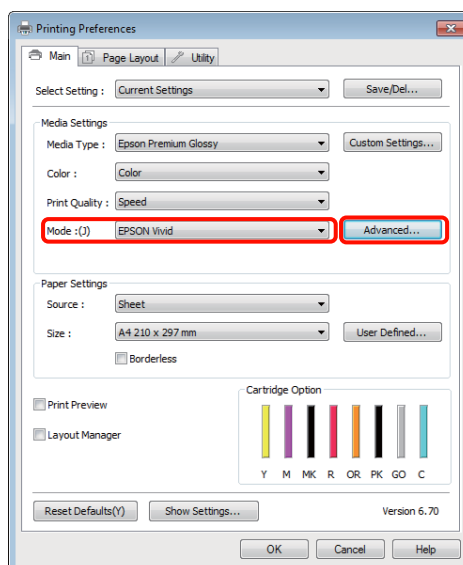 Printing Preferences
Main
Page Layout
Utility
Select Setting : Current Settings Save/Del...
Media Settings
Media Type : Epson Premium Glossy Custom Settings...
Color : Color
Print Quality : Speed
Mode :(J) EPSON Vivid Advanced...
Paper Settings
Source : Sheet
Size : A4 210 x 297 mm User Defined...
Borderless
Print Preview
Layout Manager
Cartridge Option
Y M MK R OR PK GO C
Reset Defaults(Y) Show Settings... Version 6.70
OK Cancel Help